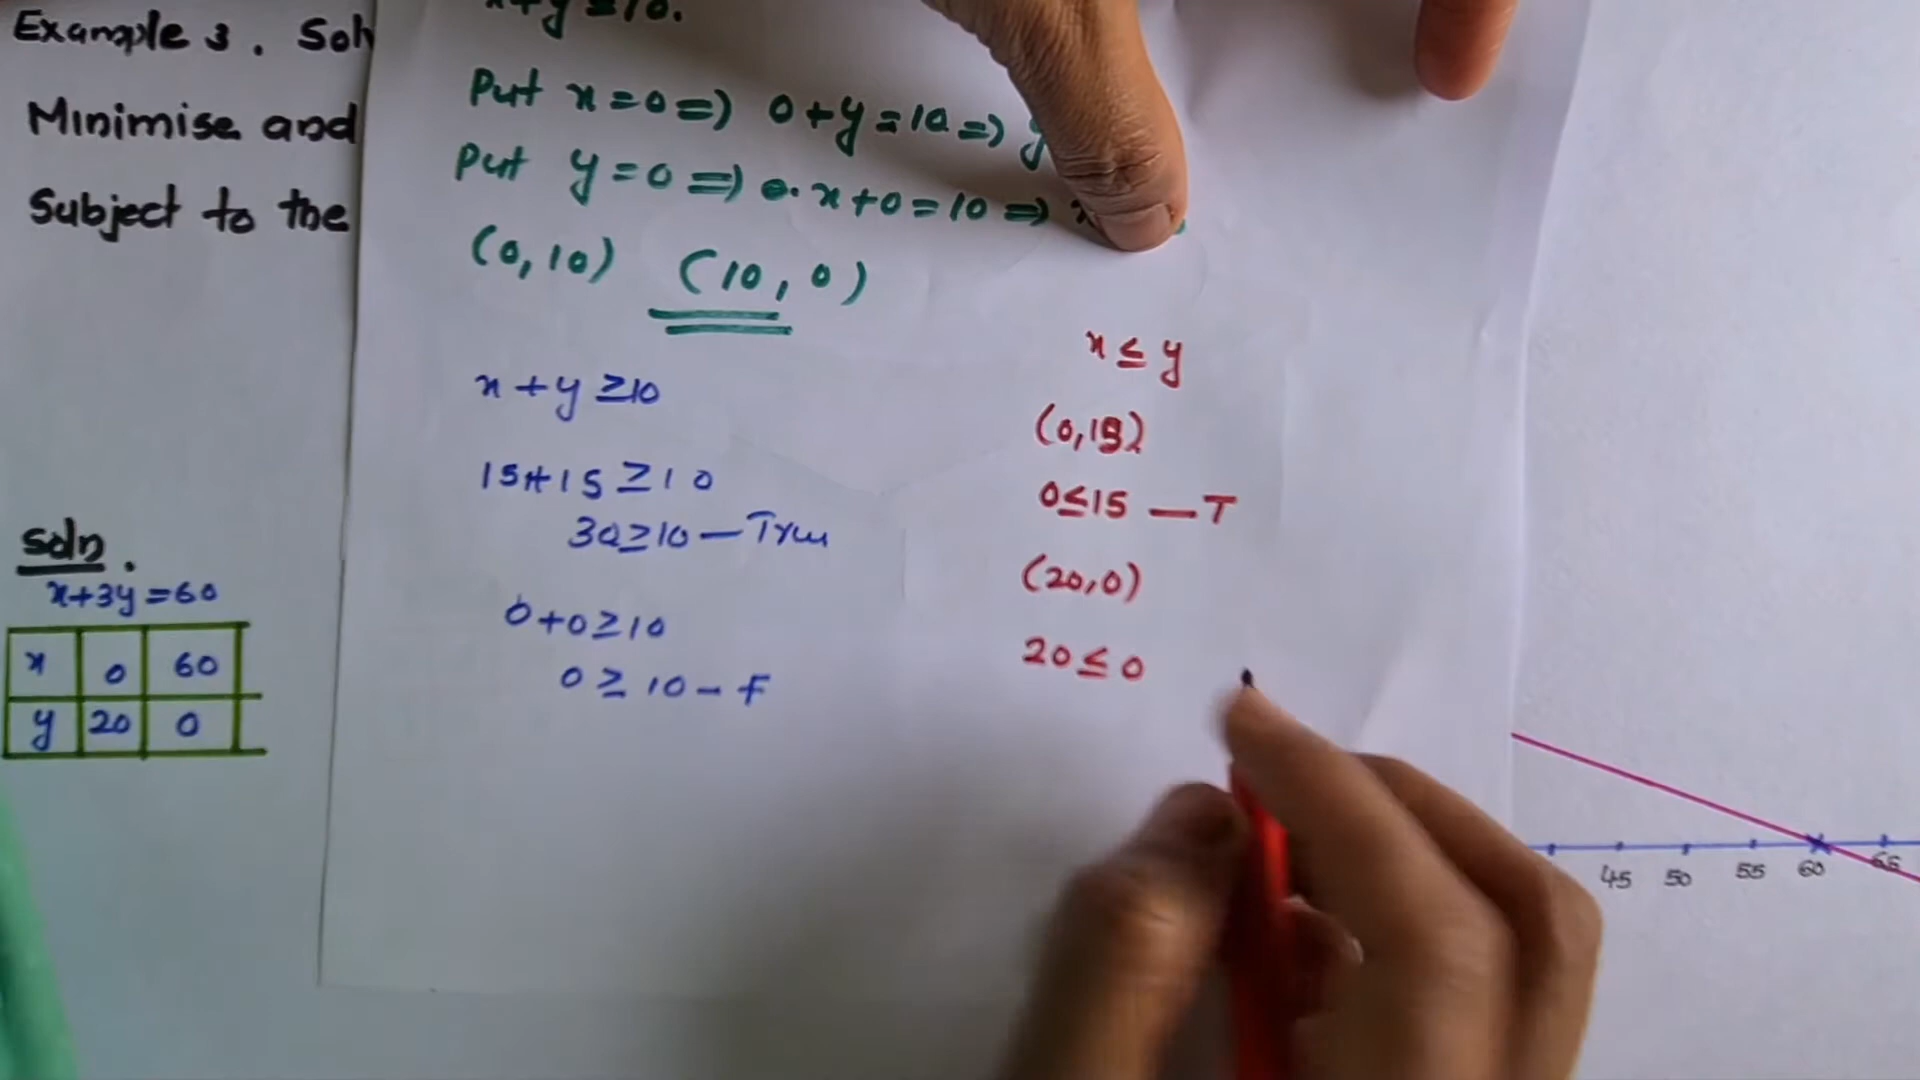 Example 3. Soln
Minimise and
Subject to the
x+y≥10.
Put x=0=) 0+y=10=) y
Put y=0=) x+0=10=)
(0,10) (10,0)
x+y≥10
15+15≥10
30≥10—True
0+0≥10
0≥10-F
x≤y
(0,15)
0≤15—T
(20,0)
20≤0
Soln.
x+3y=60
x 0 60
y 20 0
45 50 55 60 65